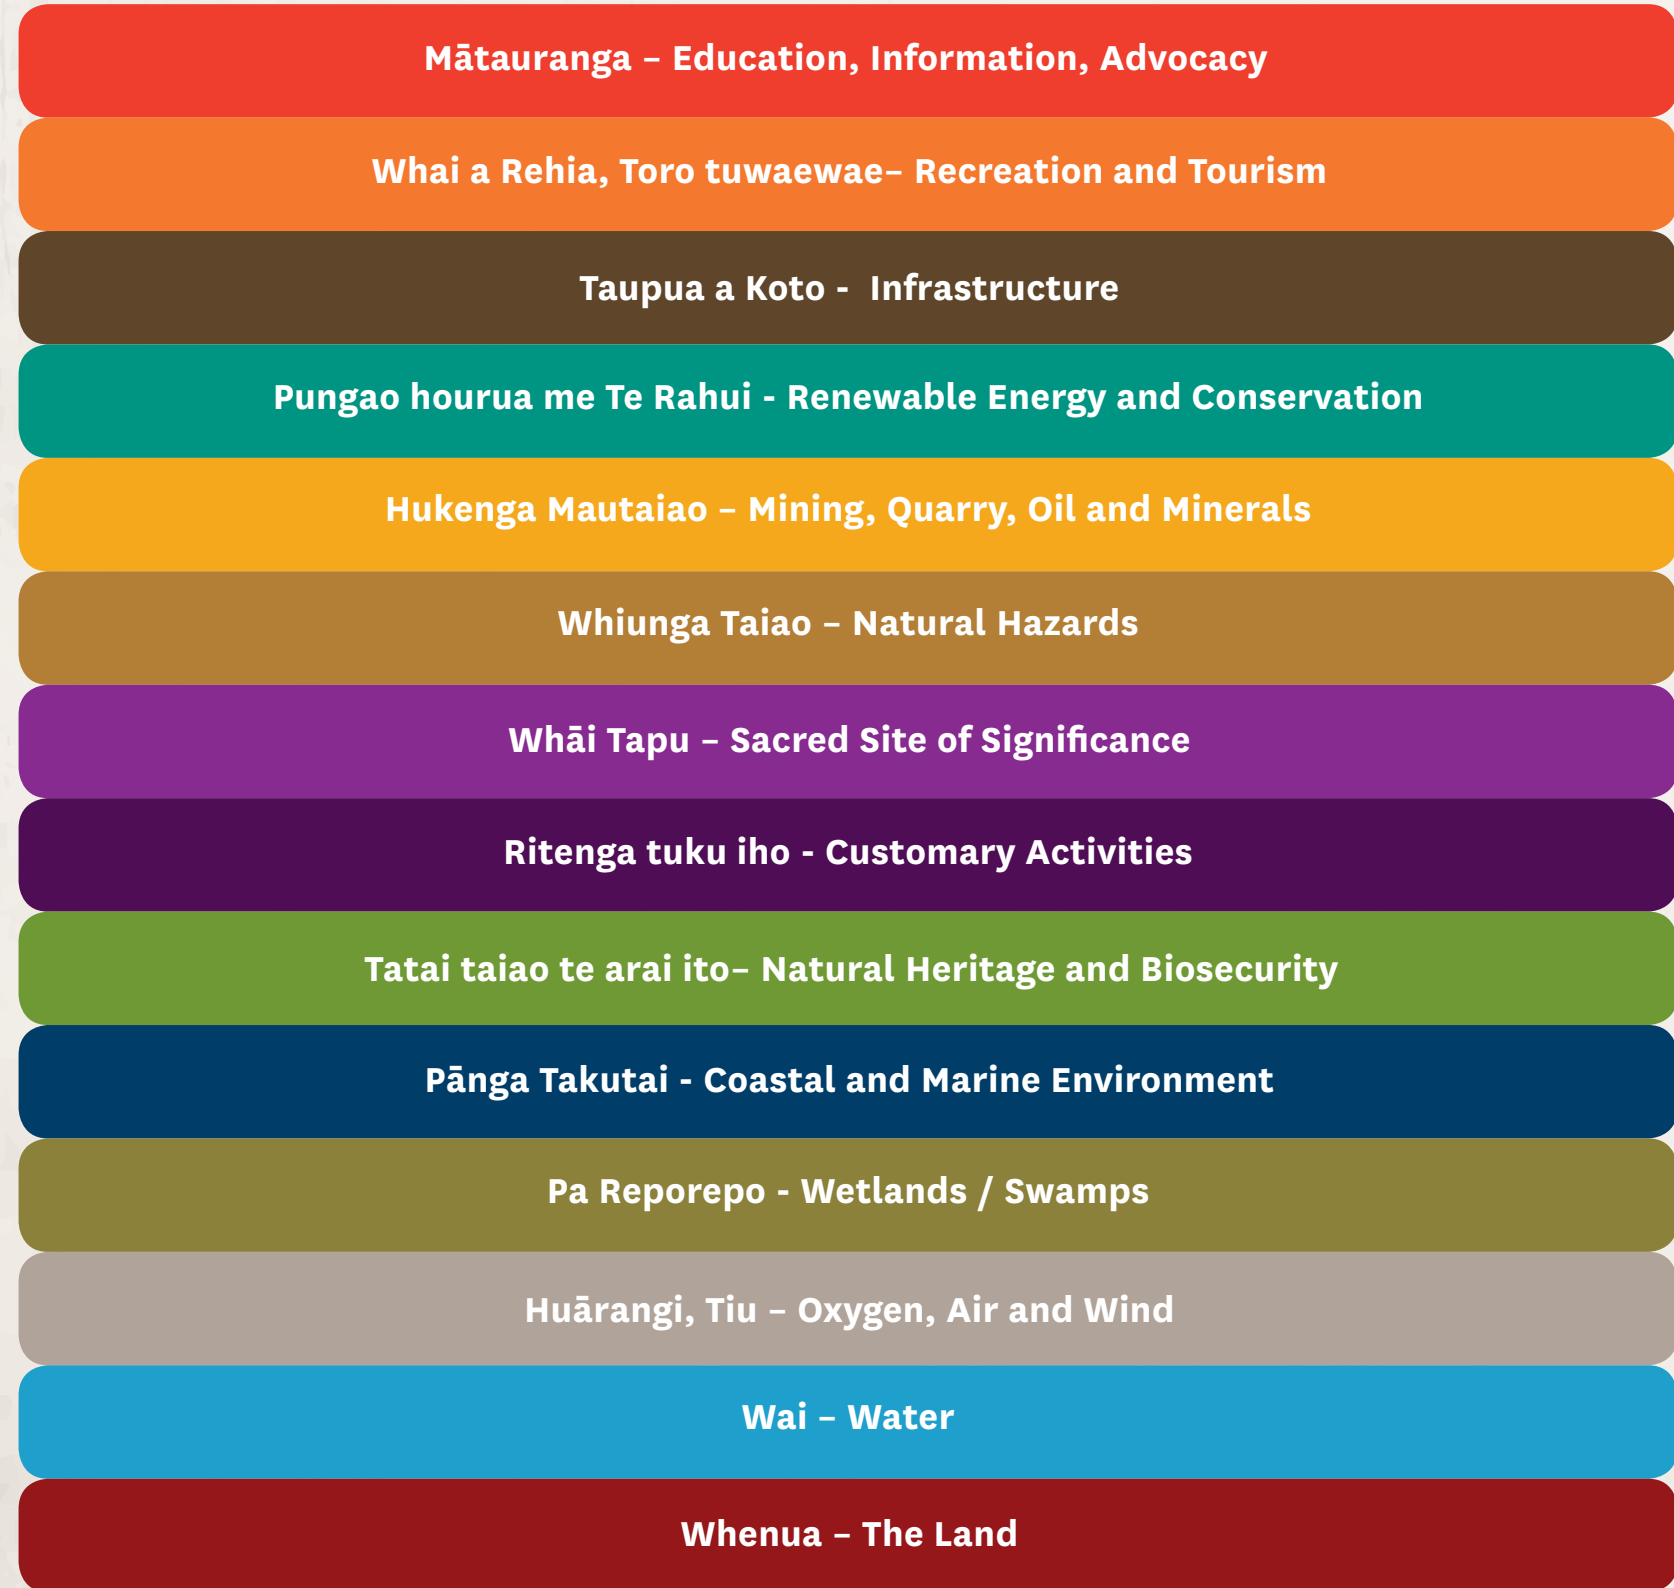 Mātauranga – Education, Information, Advocacy
Whai a Rehia, Toro tuwaewae– Recreation and Tourism
Taupua a Koto -  Infrastructure
Pungao hourua me Te Rahui - Renewable Energy and Conservation
Hukenga Mautaiao – Mining, Quarry, Oil and Minerals
Whiunga Taiao – Natural Hazards
Whāi Tapu – Sacred Site of Significance
Ritenga tuku iho - Customary Activities
Tatai taiao te arai ito– Natural Heritage and Biosecurity
Pānga Takutai - Coastal and Marine Environment
Pa Reporepo - Wetlands / Swamps
Huārangi, Tiu – Oxygen, Air and Wind
Wai – Water
Whenua – The Land